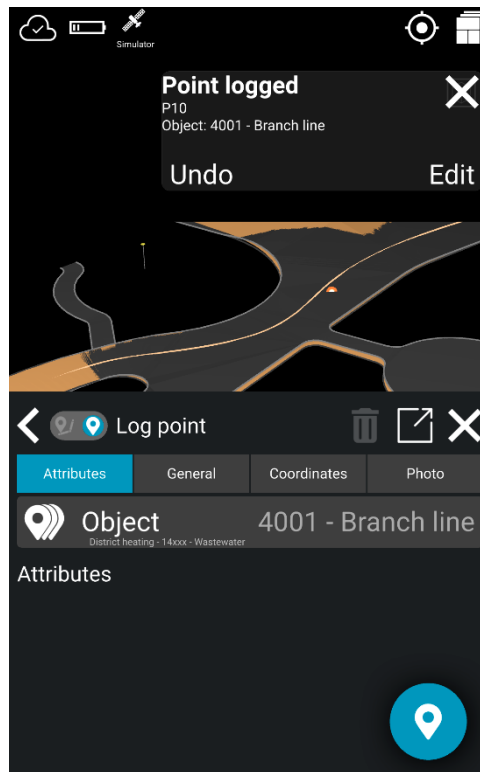 Simulator
Point logged
P10
Object: 4001 - Branch line
Undo Edit
Log point
Attributes General Coordinates Photo
Object 4001 - Branch line
District heating - 14xxx - Wastewater
Attributes